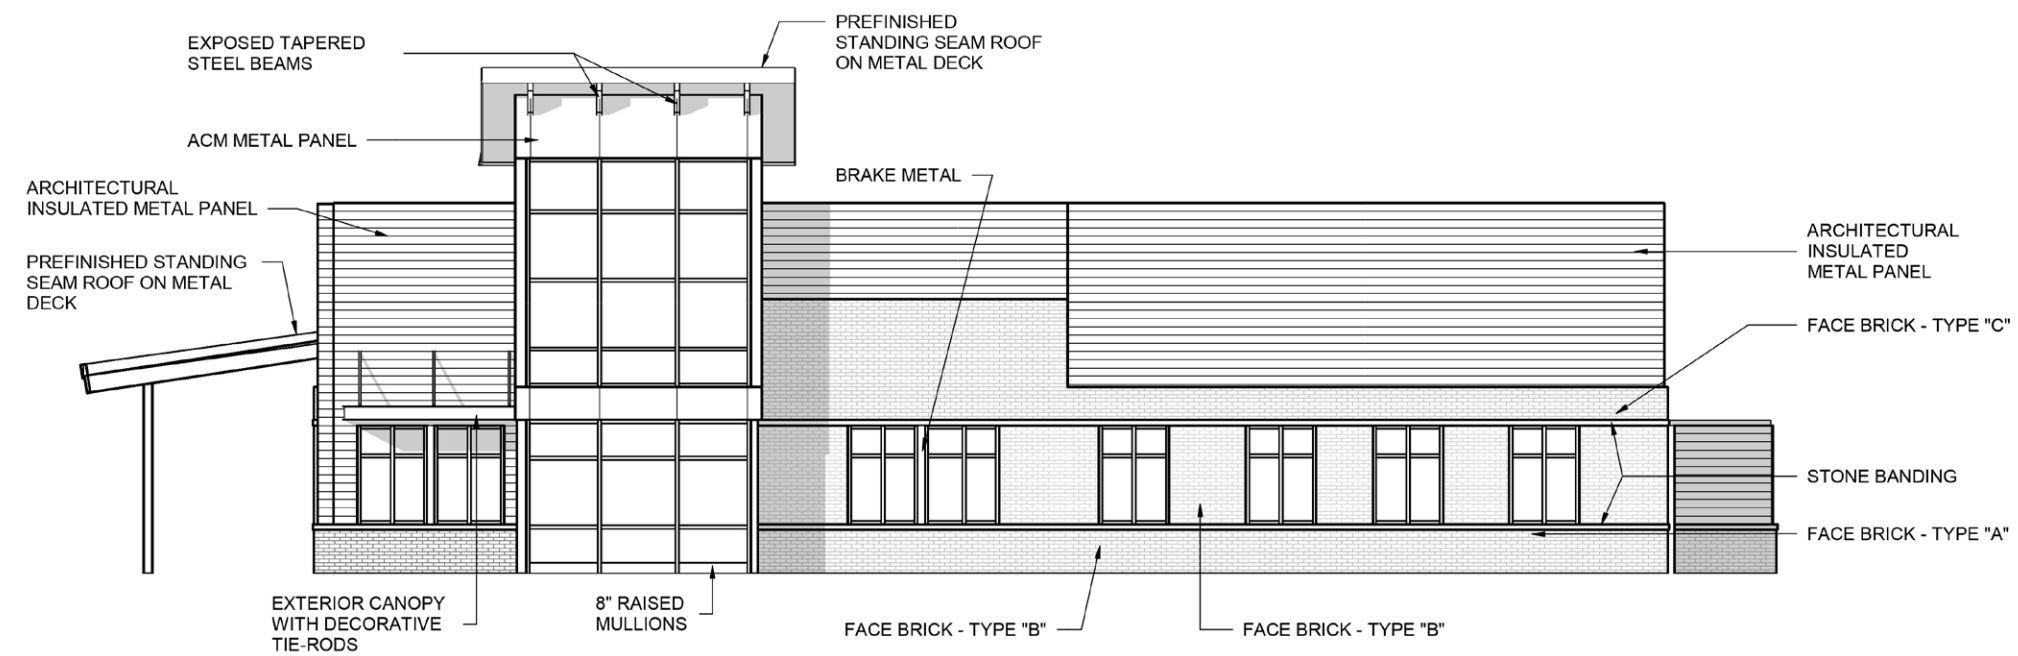 PREFINISHED
STANDING SEAM ROOF
ON METAL DECK
EXPOSED TAPERED
STEEL BEAMS
ACM METAL PANEL
BRAKE METAL
ARCHITECTURAL
INSULATED METAL PANEL
PREFINISHED STANDING
SEAM ROOF ON METAL
DECK
ARCHITECTURAL
INSULATED
METAL PANEL
FACE BRICK - TYPE "C"
STONE BANDING
FACE BRICK - TYPE "A"
EXTERIOR CANOPY
WITH DECORATIVE
TIE-RODS
8" RAISED
MULLIONS
FACE BRICK - TYPE "B"
FACE BRICK - TYPE "B"